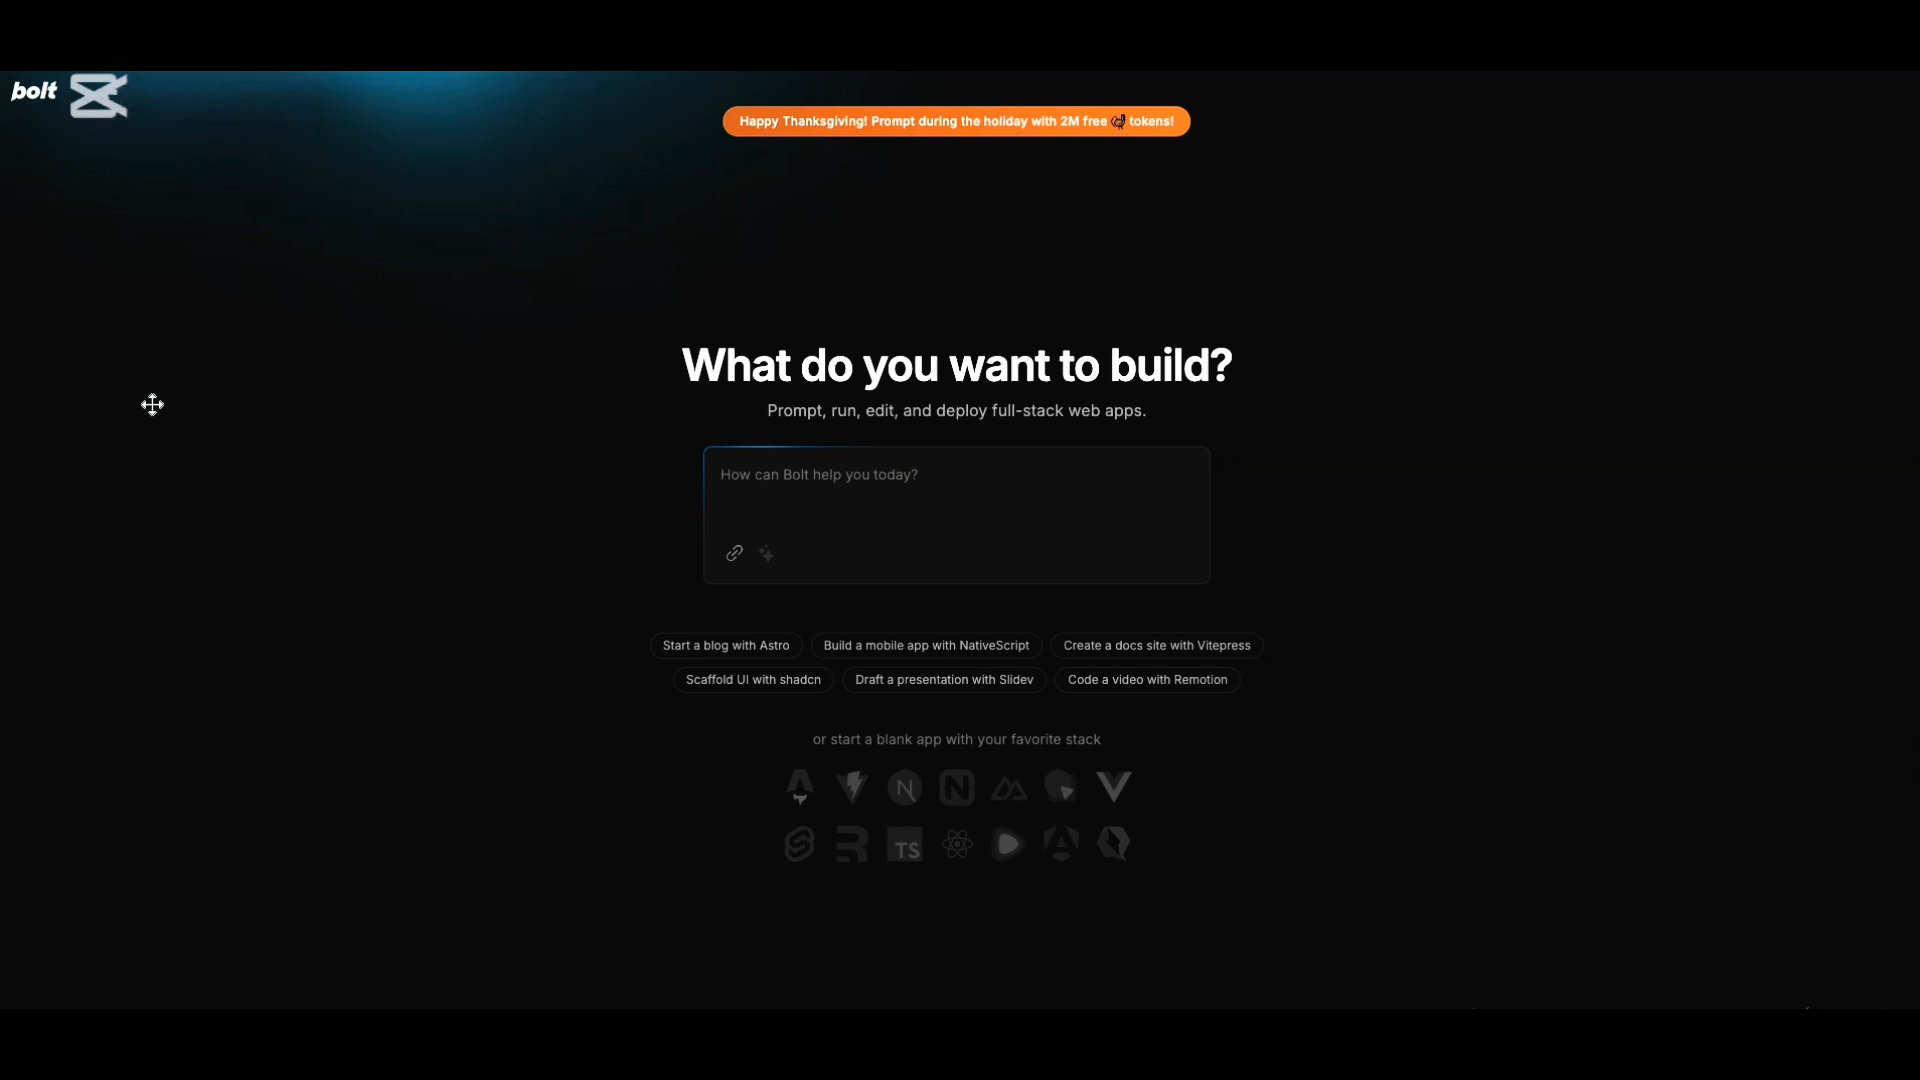 bolt
Happy Thanksgiving! Prompt during the holiday with 2M free tokens!
What do you want to build?
Prompt, run, edit, and deploy full-stack web apps.
How can Bolt help you today?
Start a blog with Astro
Build a mobile app with NativeScript
Create a docs site with Vitepress
Scaffold UI with shadcn
Draft a presentation with Slidev
Code a video with Remotion
or start a blank app with your favorite stack
N N
TS